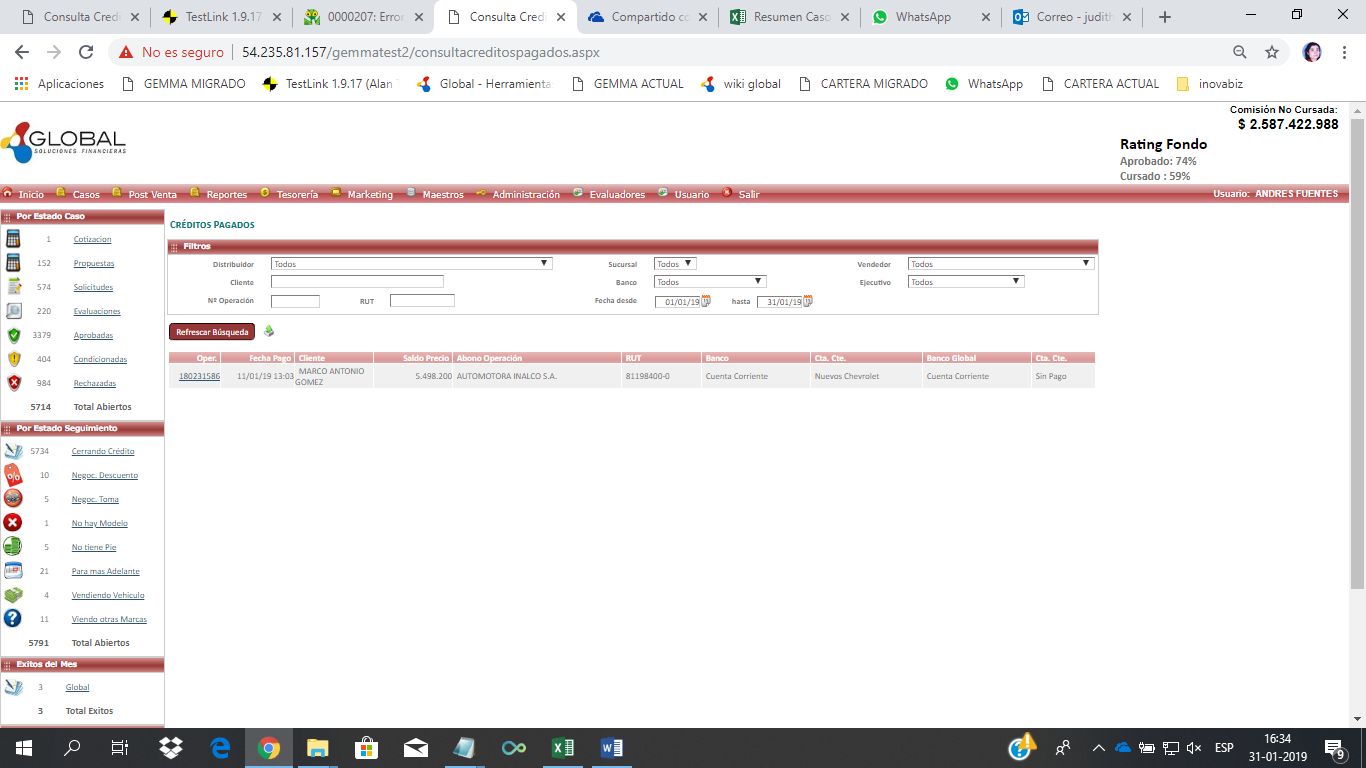 Consulta Credi
TestLink 1.9.17
0000207: Error
Consulta Credi
Compartido co
Resumen Caso
WhatsApp
Correo - judith
No es seguro | 54.235.81.157/gemmatest2/consultacreditospagados.aspx
Aplicaciones
GEMMA MIGRADO
TestLink 1.9.17 (Alan
Global - Herramienta
GEMMA ACTUAL
wiki global
CARTERA MIGRADO
WhatsApp
CARTERA ACTUAL
inovabiz
Comisión No Cursada:
$ 2.587.422.988
GLOBAL
SOLUCIONES FINANCIERAS
Rating Fondo
Aprobado: 74%
Cursado : 59%
Inicio Casos Post Venta Reportes Tesorería Marketing Maestros Administración Evaluadores Usuario Salir Usuario: ANDRES FUENTES
Por Estado Caso
1 Cotizacion
152 Propuestas
574 Solicitudes
220 Evaluaciones
3379 Aprobadas
404 Condicionadas
984 Rechazadas
5714 Total Abiertos
Por Estado Seguimiento
5734 Cerrando Crédito
10 Negoc. Descuento
5 Negoc. Toma
1 No hay Modelo
5 No tiene Pie
21 Para mas Adelante
4 Vendiendo Vehículo
11 Viendo otras Marcas
5791 Total Abiertos
Exitos del Mes
3 Global
3 Total Exitos
CRÉDITOS PAGADOS
Filtros
Distribuidor Todos Sucursal Todos Vendedor Todos
Cliente Banco Todos Ejecutivo Todos
Nº Operación RUT Fecha desde 01/01/19 hasta 31/01/19
Refrescar Búsqueda
Oper. Fecha Pago Cliente Saldo Precio Abono Operación RUT Banco Cta. Cte. Banco Global Cta. Cte.
180231586 11/01/19 13:03 MARCO ANTONIO GOMEZ 5.498.200 AUTOMOTORA INALCO S.A. 81198400-0 Cuenta Corriente Nuevos Chevrolet Cuenta Corriente Sin Pago
ESP
16:34
31-01-2019
9